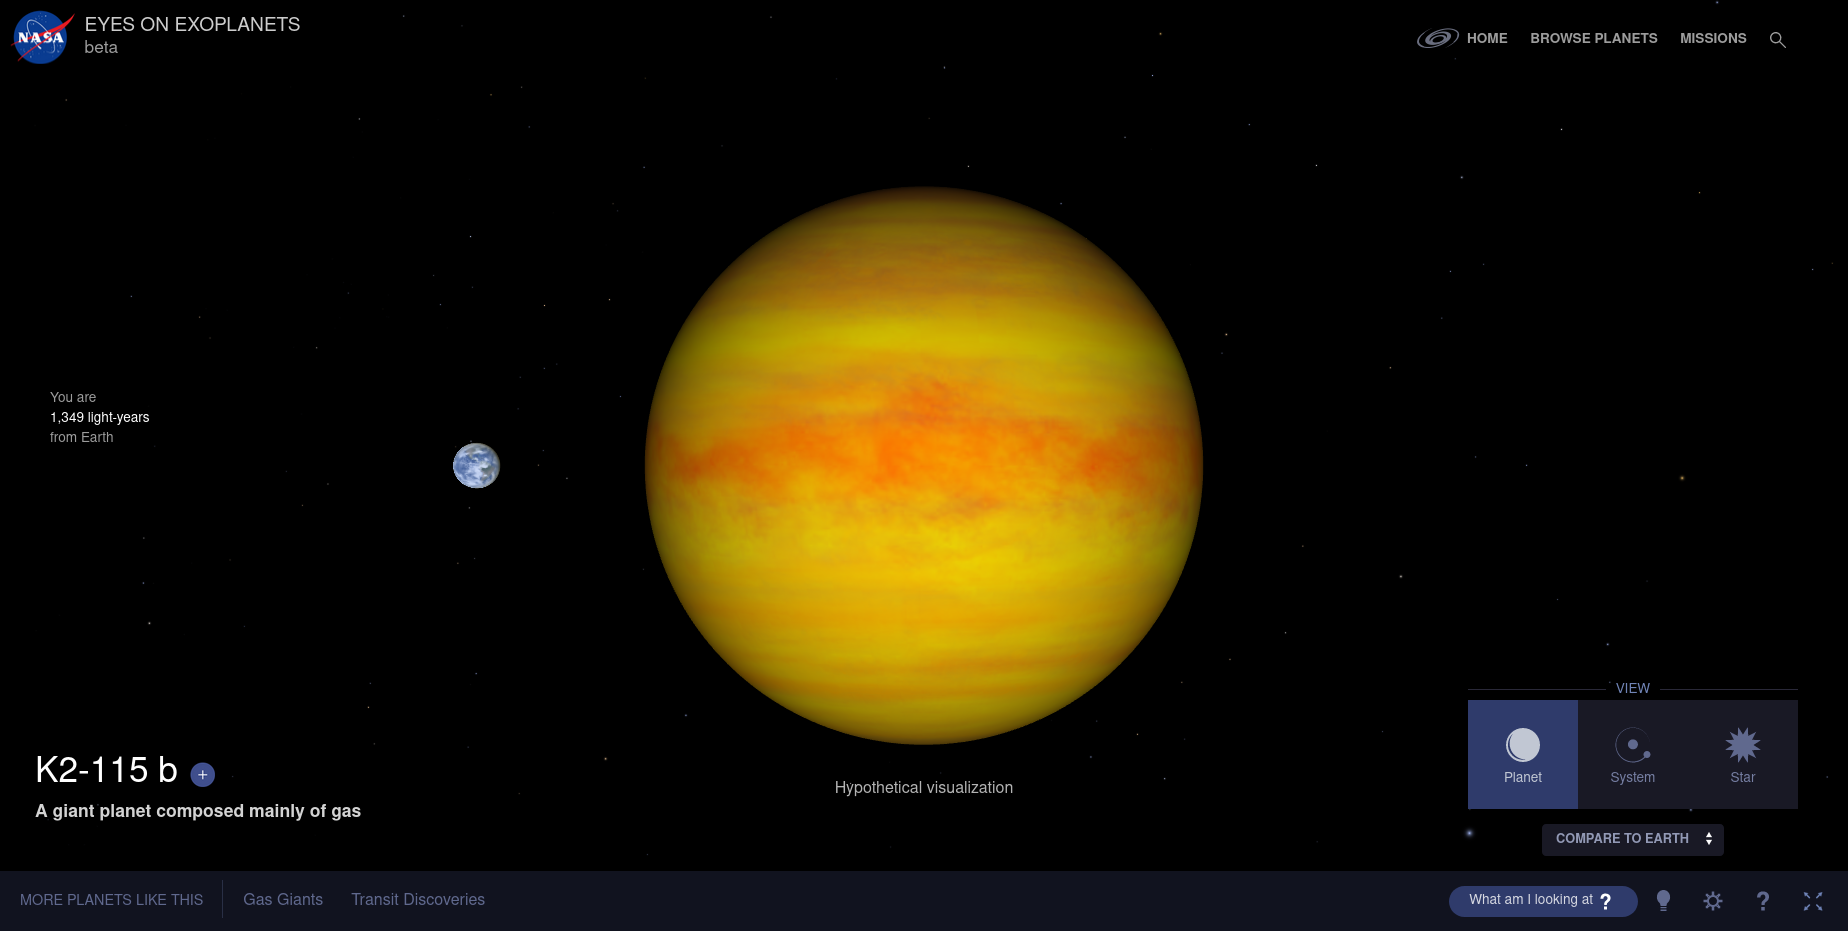 NASA
EYES ON EXOPLANETS
beta
HOME
BROWSE PLANETS
MISSIONS
You are
1,349 light-years
from Earth
K2-115 b +
A giant planet composed mainly of gas
Hypothetical visualization
VIEW
Planet
System
Star
COMPARE TO EARTH
MORE PLANETS LIKE THIS
Gas Giants
Transit Discoveries
What am I looking at ?
?